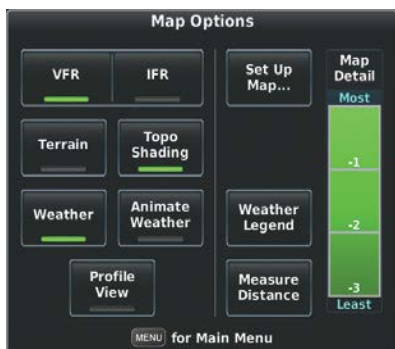 Map Options
VFR
IFR
Set Up
Map...
Map
Detail
Most
Terrain
Topo
Shading
-1
Weather
Animate
Weather
Weather
Legend
-2
Profile
View
Measure
Distance
-3
Least
MENU for Main Menu